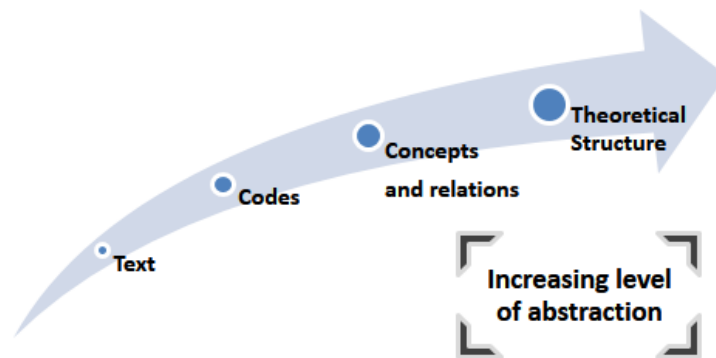 Text
Codes
Concepts
and relations
Theoretical
Structure
Increasing level
of abstraction